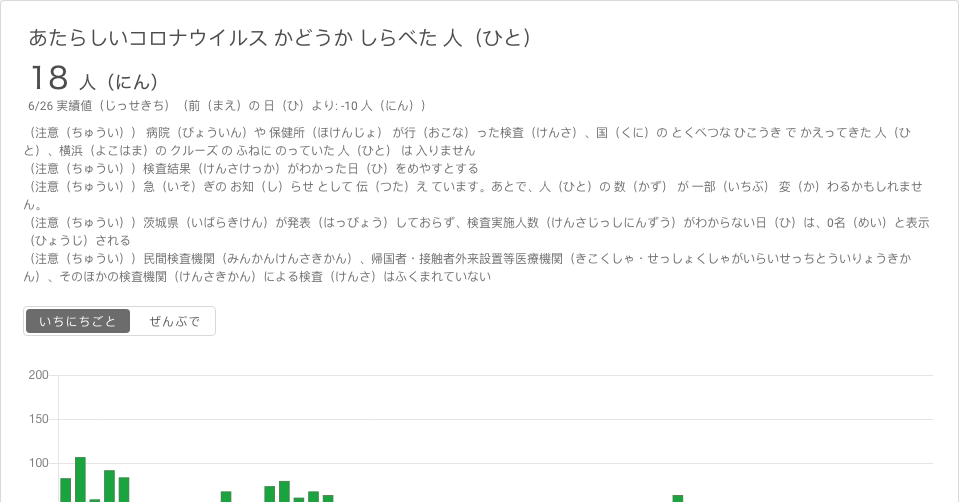 あたらしいコロナウイルス かどうか しらべた 人（ひと）
18 人（にん）
6/26 実績値（じっせきち）（前（まえ）の 日（ひ）より: -10 人（にん））
（注意（ちゅうい）） 病院（びょういん）や 保健所（ほけんじょ） が行（おこな）った検査（けんさ）、国（くに）の とくべつな ひこうき で かえってきた 人（ひ
と）、横浜（よこはま）の クルーズ の ふねに のっていた 人（ひと） は 入りません
（注意（ちゅうい））検査結果（けんさけっか）がわかった日（ひ）をめやすとする
（注意（ちゅうい））急（いそ）ぎの お知（し）らせ として 伝（つた）え ています。あとで、人（ひと）の 数（かず） が 一部（いちぶ） 変（か）わるかもしれませ
ん。
（注意（ちゅうい））茨城県（いばらきけん）が発表（はっぴょう）しておらず、検査実施人数（けんさじっしにんずう）がわからない日（ひ）は、0名（めい）と表示
（ひょうじ）される
（注意（ちゅうい））民間検査機関（みんかんけんさきかん）、帰国者・接触者外来設置等医療機関（きこくしゃ・せっしょくしゃがいらいせっちとういりょうきか
ん）、そのほかの検査機関（けんさきかん）による検査（けんさ）はふくまれていない
いちにちごと ぜんぶで
200
150
100